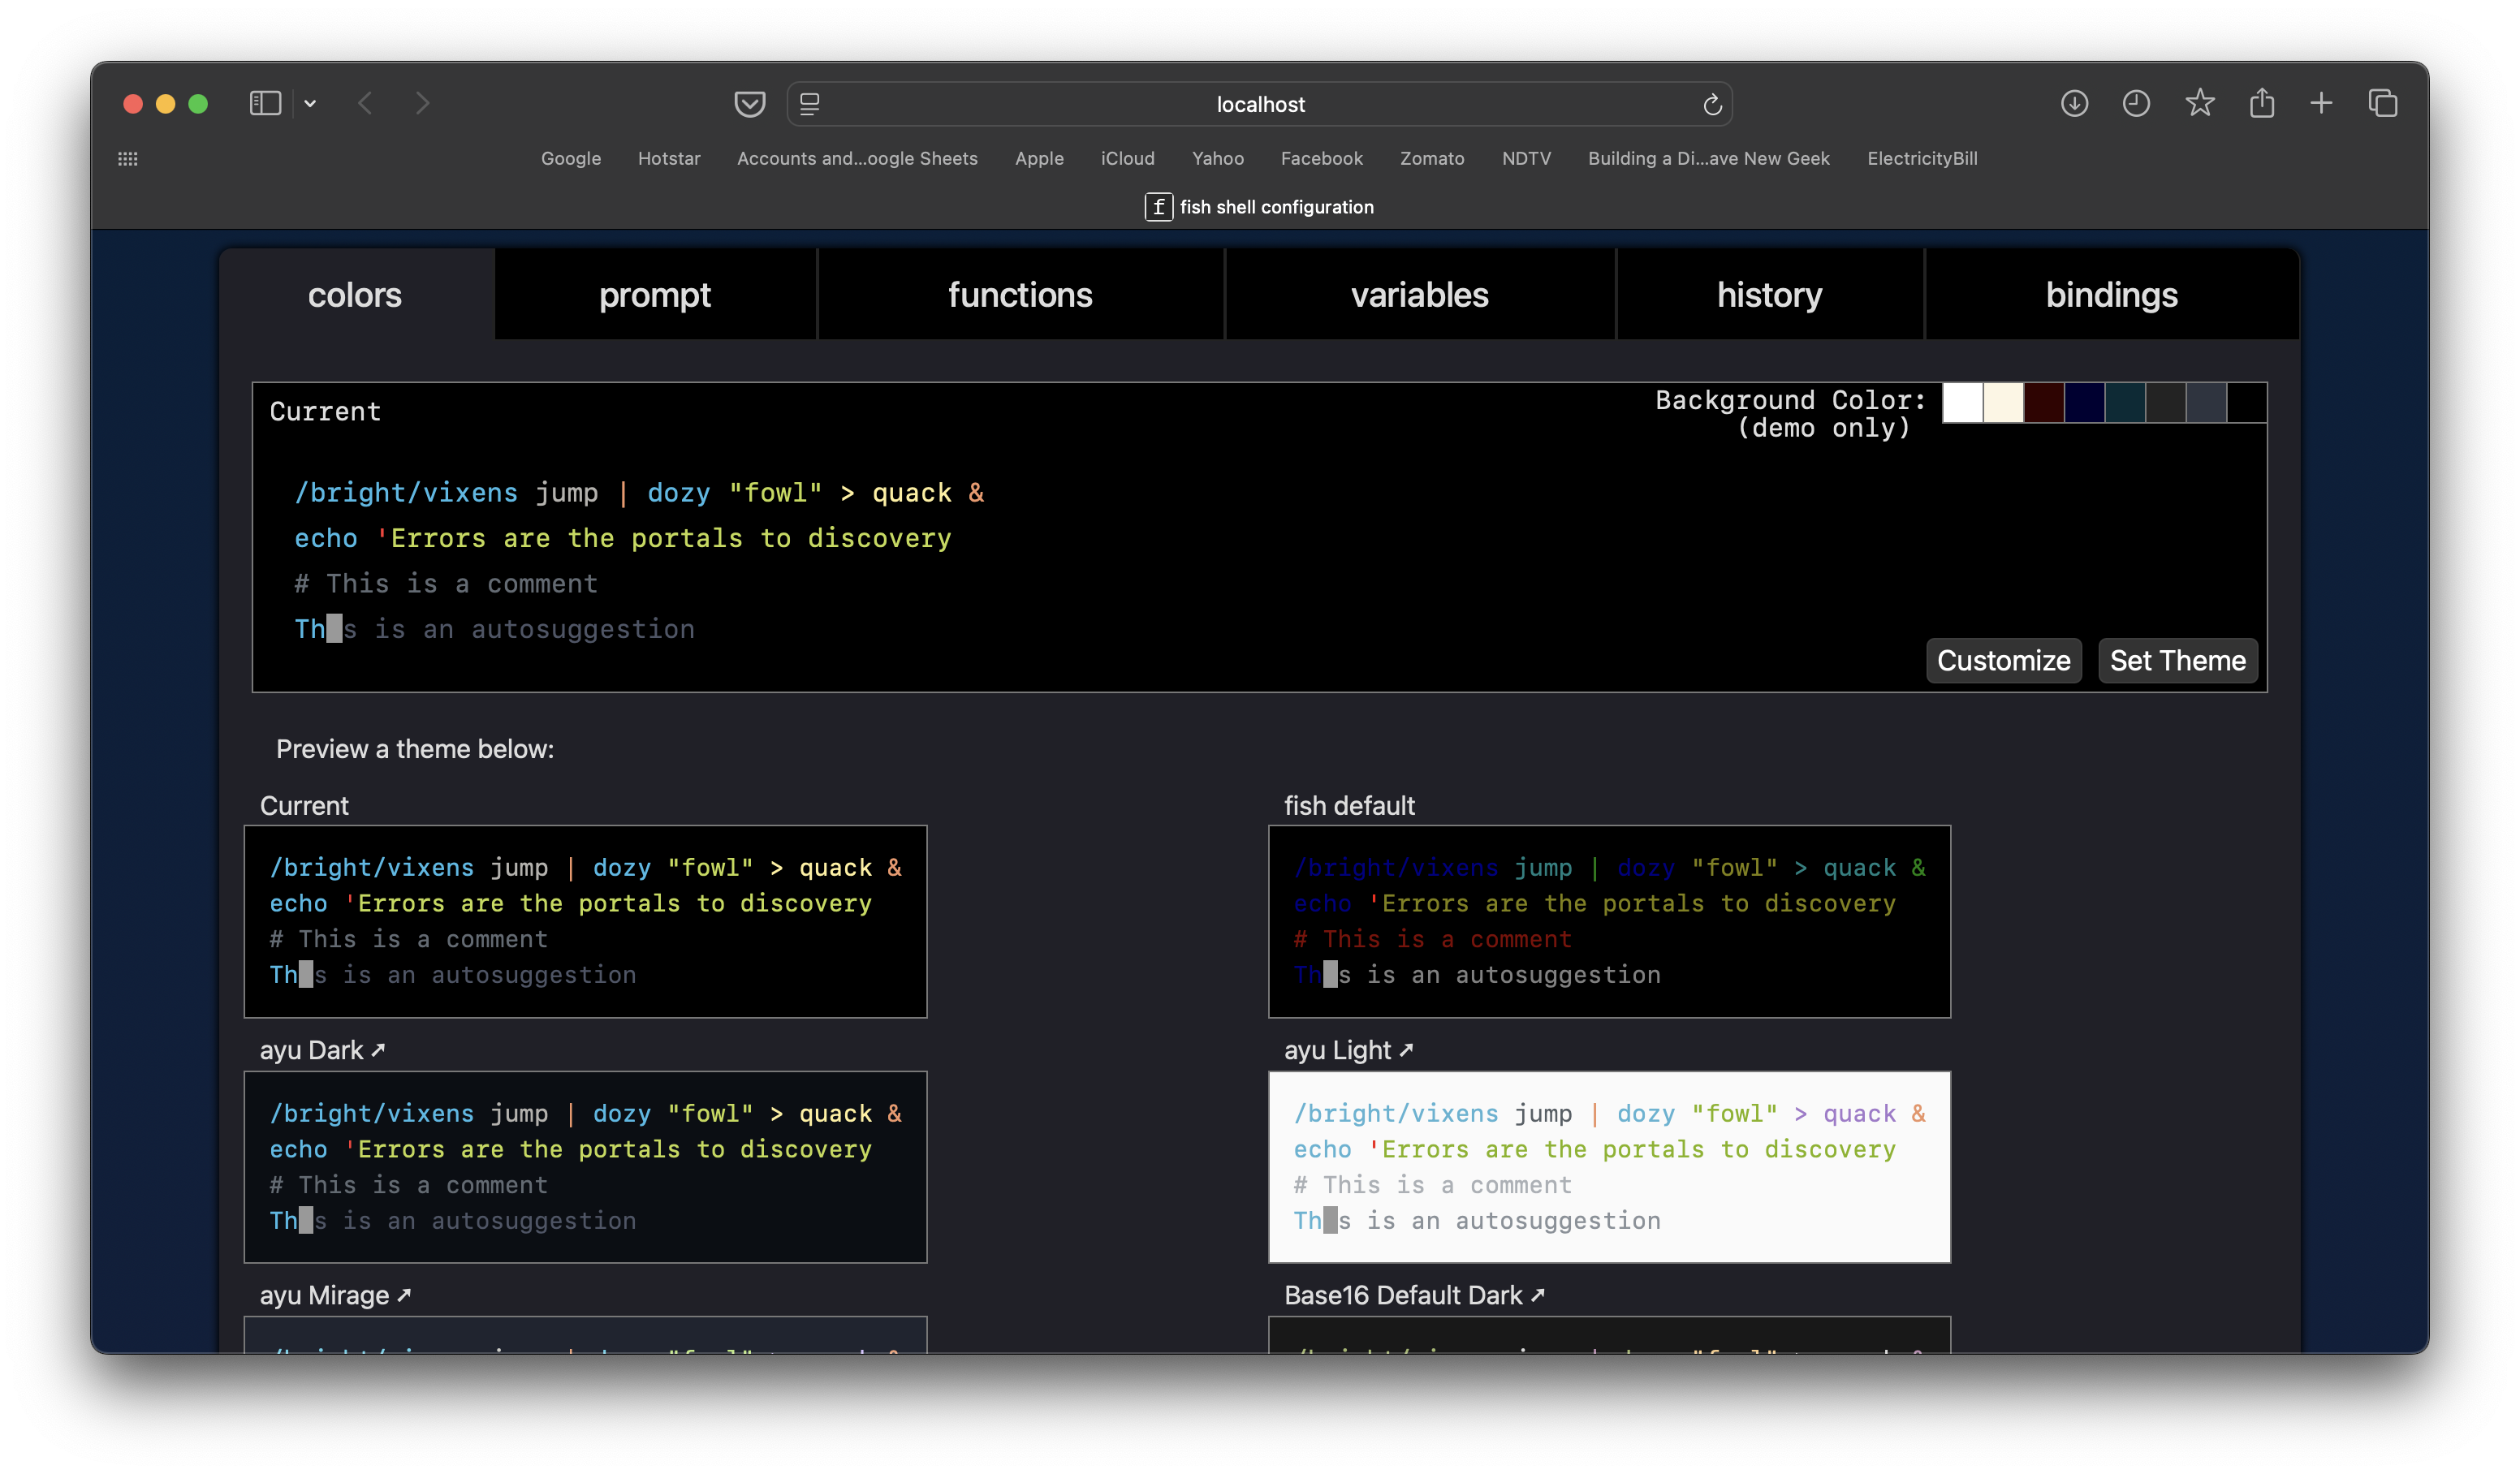 localhost
Google Hotstar Accounts and...oogle Sheets Apple iCloud Yahoo Facebook Zomato NDTV Building a Di...ave New Geek ElectricityBill
f fish shell configuration
colors prompt functions variables history bindings
Current
Background Color:
(demo only)
/bright/vixens jump | dozy "fowl" > quack &
echo 'Errors are the portals to discovery
# This is a comment
Th s is an autosuggestion
Customize Set Theme
Preview a theme below:
Current
/bright/vixens jump | dozy "fowl" > quack &
echo 'Errors are the portals to discovery
# This is a comment
Th s is an autosuggestion
fish default
/bright/vixens jump | dozy "fowl" > quack &
echo 'Errors are the portals to discovery
# This is a comment
Th s is an autosuggestion
ayu Dark ➚
/bright/vixens jump | dozy "fowl" > quack &
echo 'Errors are the portals to discovery
# This is a comment
Th s is an autosuggestion
ayu Light ➚
/bright/vixens jump | dozy "fowl" > quack &
echo 'Errors are the portals to discovery
# This is a comment
Th s is an autosuggestion
ayu Mirage ➚
Base16 Default Dark ➚